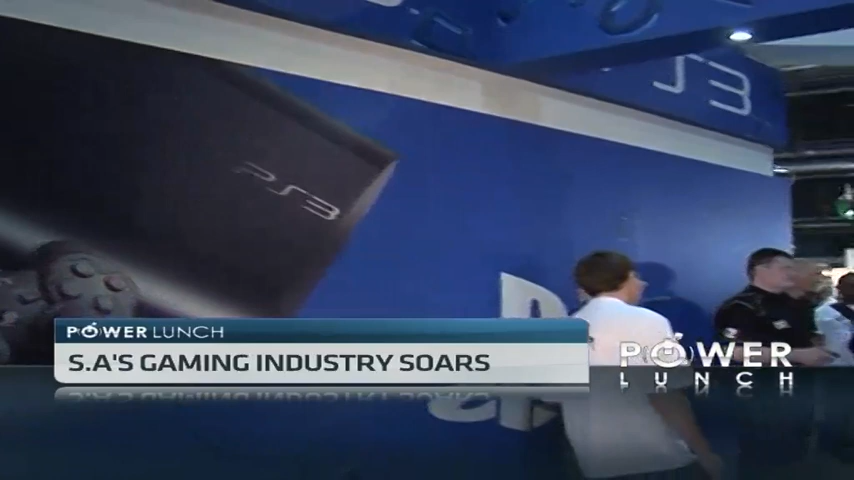 PS3
PS3
POWER LUNCH
S.A'S GAMING INDUSTRY SOARS
POWER
LUNCH